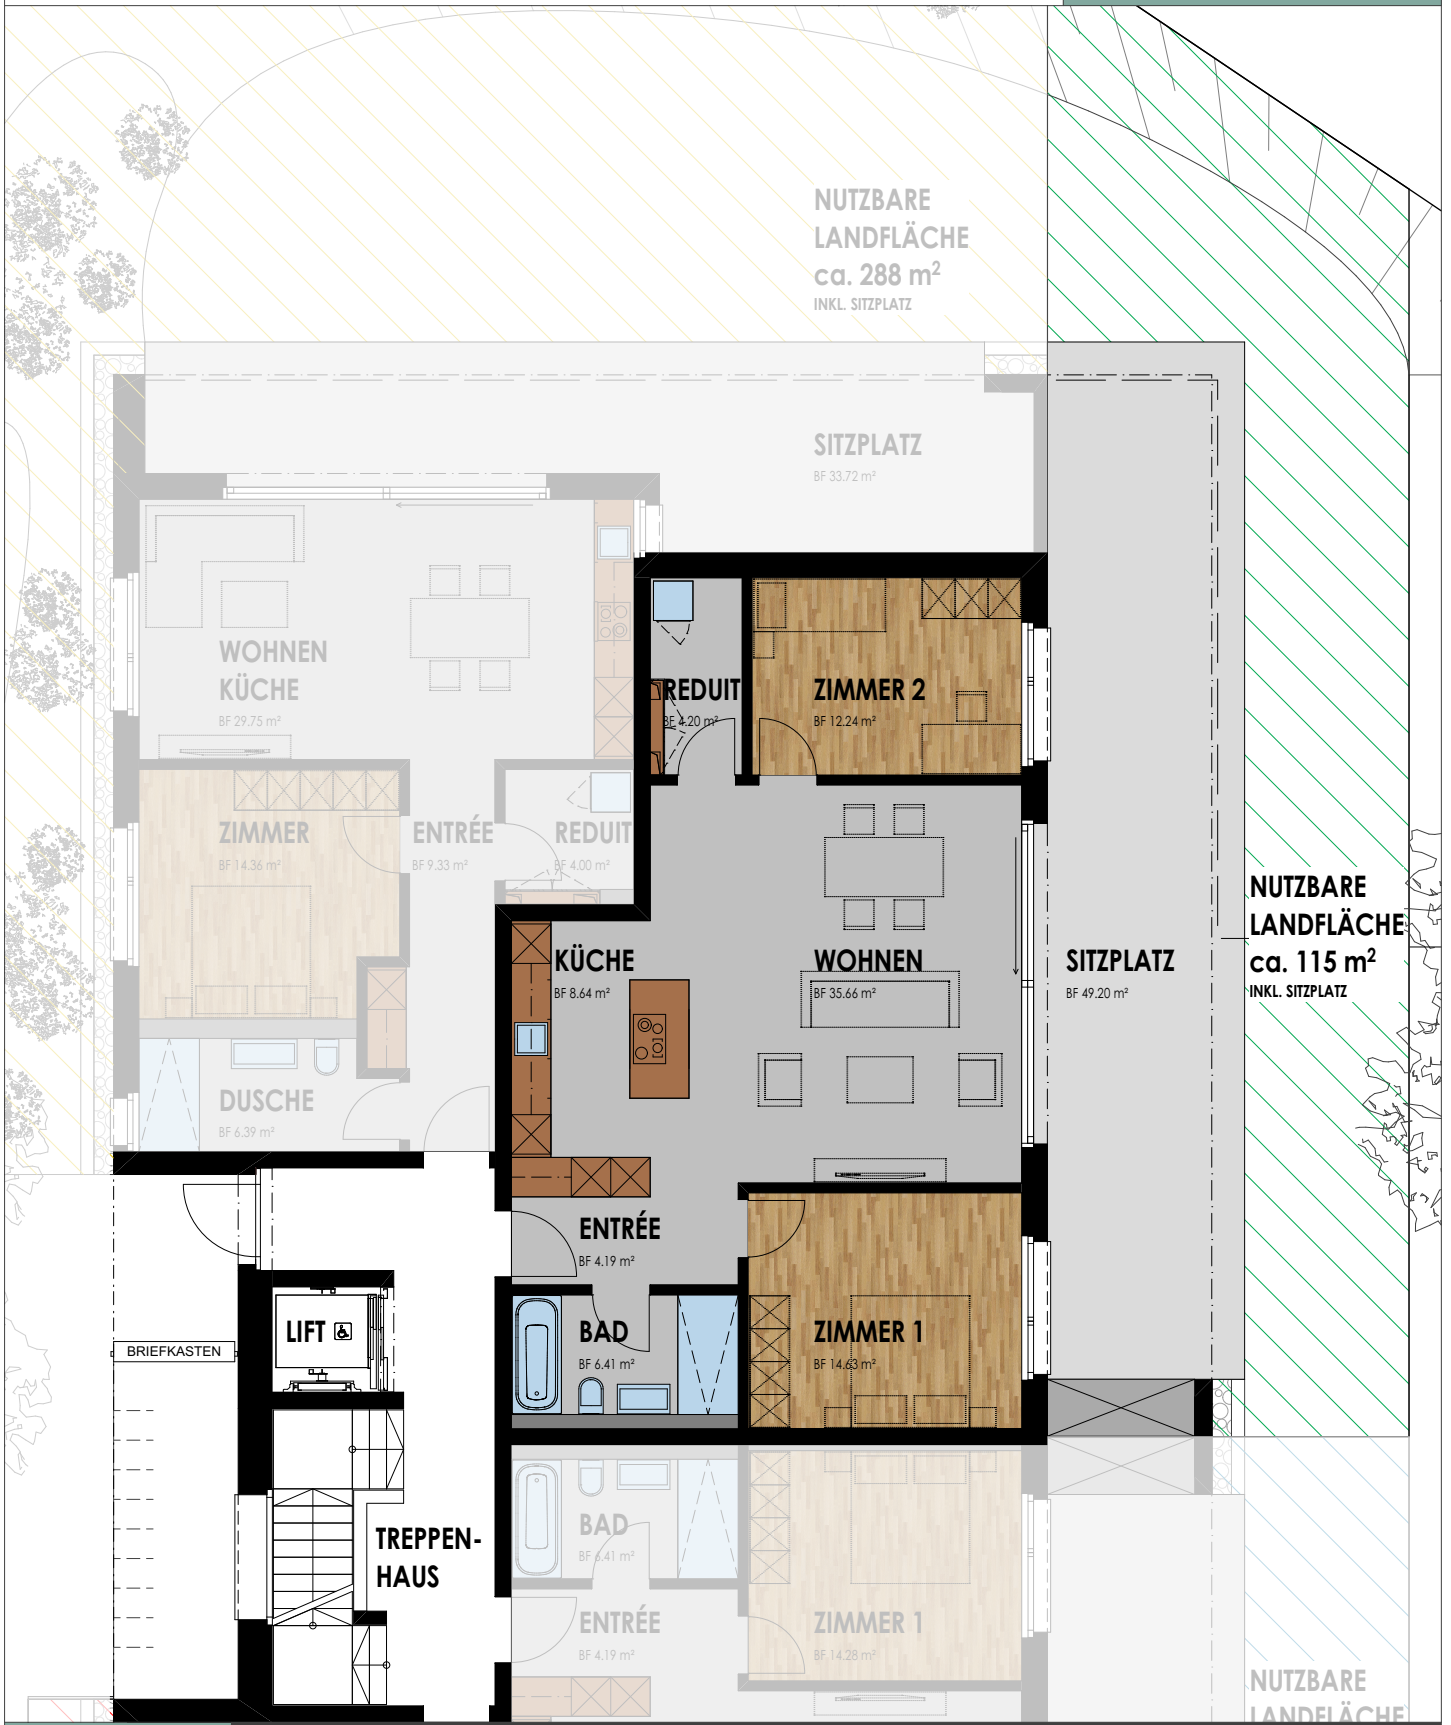 NUTZBARE
LANDFLÄCHE
ca. 288 m²
INKL. SITZPLATZ
SITZPLATZ
BF 33.72 m²
WOHNEN
KÜCHE
BF 29.75 m²
REDUIT
BF 4.20 m²
ZIMMER 2
BF 12.24 m²
ZIMMER
BF 14.36 m²
ENTRÉE
BF 9.33 m²
REDUIT
BF 4.00 m²
KÜCHE
BF 8.64 m²
WOHNEN
BF 35.66 m²
SITZPLATZ
BF 49.20 m²
NUTZBARE
LANDFLÄCHE
ca. 115 m²
INKL. SITZPLATZ
DUSCHE
BF 6.39 m²
ENTRÉE
BF 4.19 m²
LIFT
BRIEFKASTEN
BAD
BF 6.41 m²
ZIMMER 1
BF 14.63 m²
TREPPEN-
HAUS
BAD
BF 6.41 m²
ENTRÉE
BF 4.19 m²
ZIMMER 1
BF 14.28 m²
NUTZBARE
LANDFLÄCHE